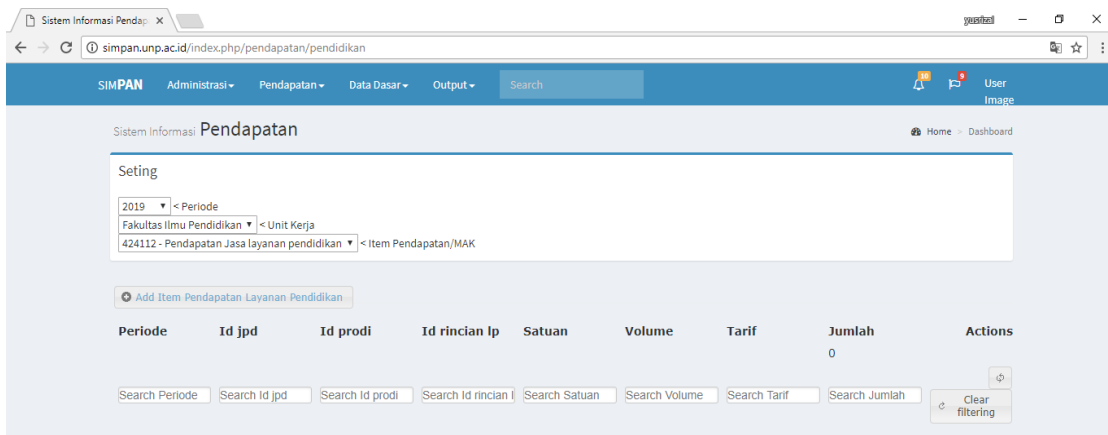 Sistem Informasi Pendap
yusrizal
simpan.unp.ac.id/index.php/pendapatan/pendidikan
SIMPAN Administrasi Pendapatan Data Dasar Output Search 10 9 User Image
Sistem Informasi Pendapatan Home > Dashboard
Seting
2019 < Periode
Fakultas Ilmu Pendidikan < Unit Kerja
424112 - Pendapatan Jasa layanan pendidikan < Item Pendapatan/MAK
Add Item Pendapatan Layanan Pendidikan
Periode Id jpd Id prodi Id rincian lp Satuan Volume Tarif Jumlah Actions
0
Search Periode Search Id jpd Search Id prodi Search Id rincian l Search Satuan Search Volume Search Tarif Search Jumlah Clear filtering